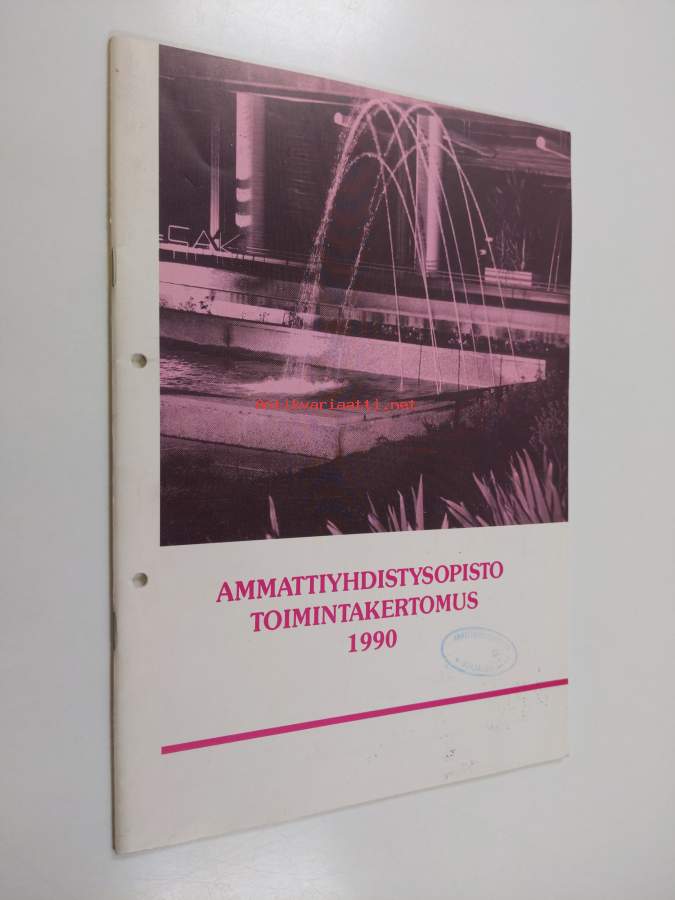 SAK
antikvariaatti.net
AMMATTIYHDISTYSOPISTO
TOIMINTAKERTOMUS
1990